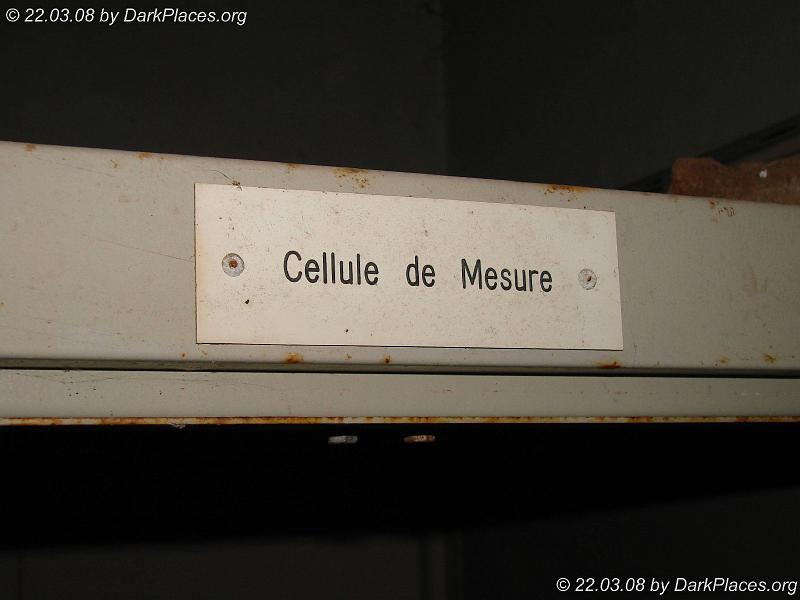 © 22.03.08 by DarkPlaces.org
Cellule de Mesure
© 22.03.08 by DarkPlaces.org